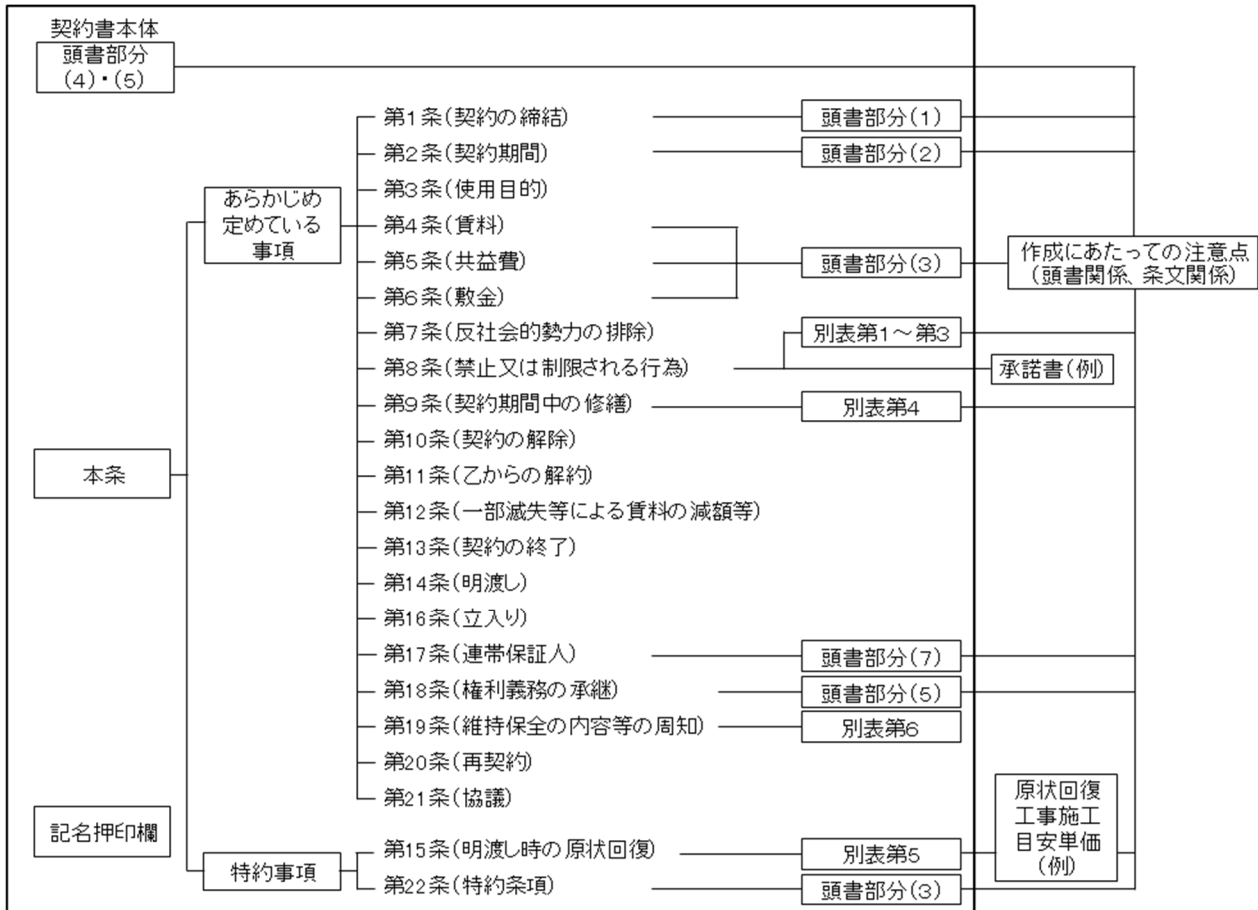 契約書本体
頭書部分
(4)・(5)
あらかじめ
定めている
事項
第1条(契約の締結)
頭書部分(1)
第2条(契約期間)
頭書部分(2)
第3条(使用目的)
第4条(賃料)
第5条(共益費)
頭書部分(3)
第6条(敷金)
作成にあたっての注意点
(頭書関係、条文関係)
第7条(反社会的勢力の排除)
別表第1～第3
第8条(禁止又は制限される行為)
承諾書(例)
第9条(契約期間中の修繕)
別表第4
第10条(契約の解除)
本条
第11条(乙からの解約)
第12条(一部滅失等による賃料の減額等)
第13条(契約の終了)
第14条(明渡し)
第16条(立入り)
第17条(連帯保証人)
頭書部分(7)
第18条(権利義務の承継)
頭書部分(5)
第19条(維持保全の内容等の周知)
別表第6
第20条(再契約)
第21条(協議)
記名押印欄
特約事項
第15条(明渡し時の原状回復)
別表第5
原状回復
工事施工
目安単価
(例)
第22条(特約条項)
頭書部分(3)